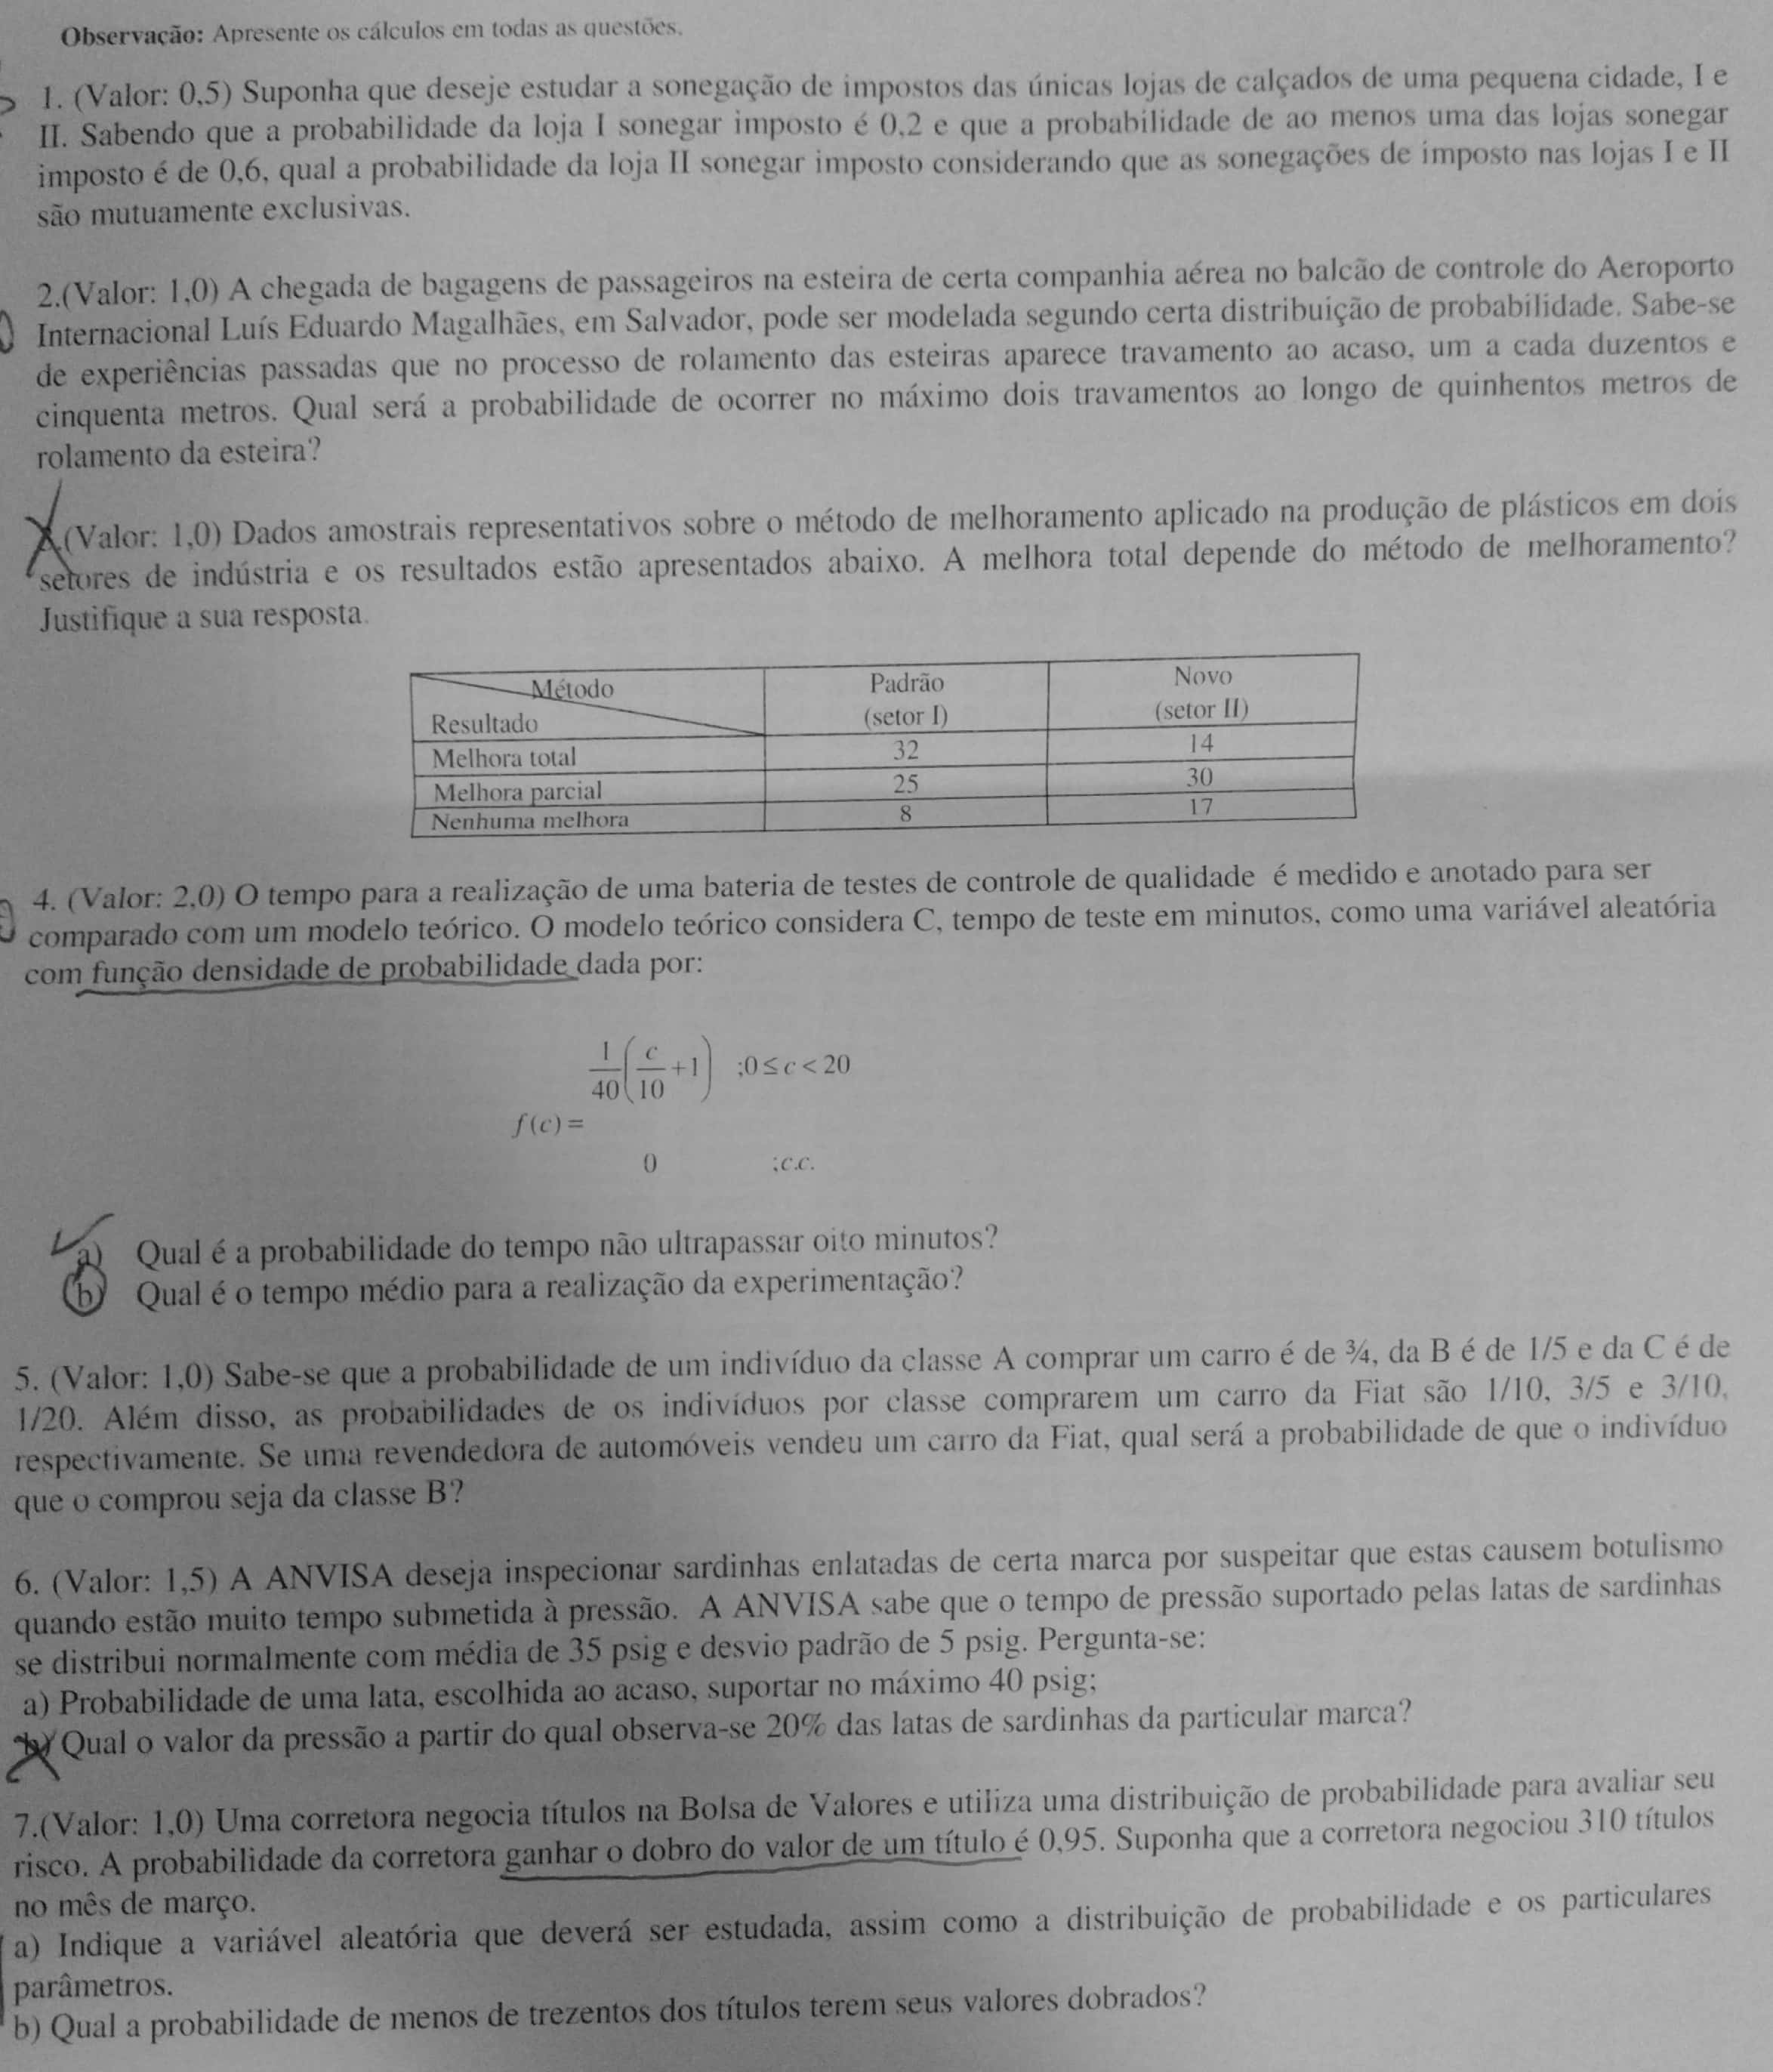 Observação: Apresente os cálculos em todas as questões.
1. (Valor: 0,5) Suponha que deseje estudar a sonegação de impostos das únicas lojas de calçados de uma pequena cidade, I e
II. Sabendo que a probabilidade da loja I sonegar imposto é 0,2 e que a probabilidade de ao menos uma das lojas sonegar
imposto é de 0,6, qual a probabilidade da loja II sonegar imposto considerando que as sonegações de imposto nas lojas I e II
são mutuamente exclusivas.
2.(Valor: 1,0) A chegada de bagagens de passageiros na esteira de certa companhia aérea no balcão de controle do Aeroporto
Internacional Luís Eduardo Magalhães, em Salvador, pode ser modelada segundo certa distribuição de probabilidade. Sabe-se
de experiências passadas que no processo de rolamento das esteiras aparece travamento ao acaso, um a cada duzentos e
cinquenta metros. Qual será a probabilidade de ocorrer no máximo dois travamentos ao longo de quinhentos metros de
rolamento da esteira?
(Valor: 1,0) Dados amostrais representativos sobre o método de melhoramento aplicado na produção de plásticos em dois
setores de indústria e os resultados estão apresentados abaixo. A melhora total depende do método de melhoramento?
Justifique a sua resposta.
Método Padrão Novo
Resultado (setor I) (setor II)
Melhora total 32 14
Melhora parcial 25 30
Nenhuma melhora 8 17
4. (Valor: 2,0) O tempo para a realização de uma bateria de testes de controle de qualidade é medido e anotado para ser
comparado com um modelo teórico. O modelo teórico considera C, tempo de teste em minutos, como uma variável aleatória
com função densidade de probabilidade dada por:
1/40 (c/10 + 1) ;0 ≤ c < 20
f(c) =
0 ;c.c.
a) Qual é a probabilidade do tempo não ultrapassar oito minutos?
b) Qual é o tempo médio para a realização da experimentação?
5. (Valor: 1,0) Sabe-se que a probabilidade de um indivíduo da classe A comprar um carro é de ¾, da B é de 1/5 e da C é de
1/20. Além disso, as probabilidades de os indivíduos por classe comprarem um carro da Fiat são 1/10, 3/5 e 3/10,
respectivamente. Se uma revendedora de automóveis vendeu um carro da Fiat, qual será a probabilidade de que o indivíduo
que o comprou seja da classe B?
6. (Valor: 1,5) A ANVISA deseja inspecionar sardinhas enlatadas de certa marca por suspeitar que estas causem botulismo
quando estão muito tempo submetida à pressão. A ANVISA sabe que o tempo de pressão suportado pelas latas de sardinhas
se distribui normalmente com média de 35 psig e desvio padrão de 5 psig. Pergunta-se:
a) Probabilidade de uma lata, escolhida ao acaso, suportar no máximo 40 psig;
b) Qual o valor da pressão a partir do qual observa-se 20% das latas de sardinhas da particular marca?
7.(Valor: 1,0) Uma corretora negocia títulos na Bolsa de Valores e utiliza uma distribuição de probabilidade para avaliar seu
risco. A probabilidade da corretora ganhar o dobro do valor de um título é 0,95. Suponha que a corretora negociou 310 títulos
no mês de março.
a) Indique a variável aleatória que deverá ser estudada, assim como a distribuição de probabilidade e os particulares
parâmetros.
b) Qual a probabilidade de menos de trezentos dos títulos terem seus valores dobrados?